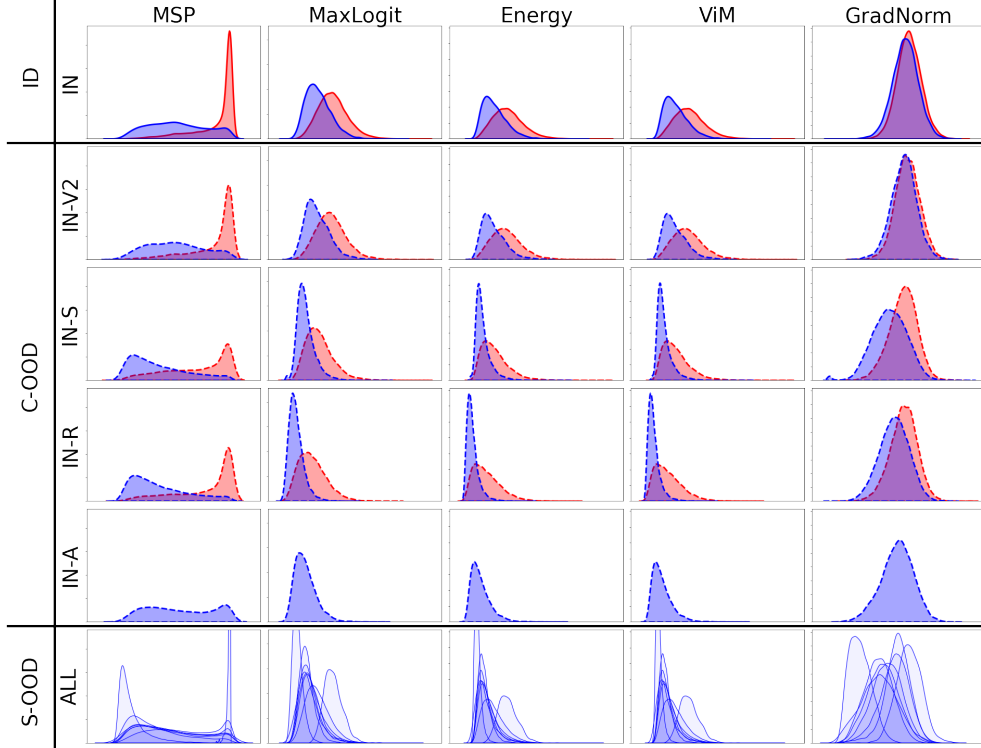 MSP MaxLogit Energy ViM GradNorm
ID IN
C-OOD
IN-V2
IN-S
IN-R
IN-A
S-OOD ALL